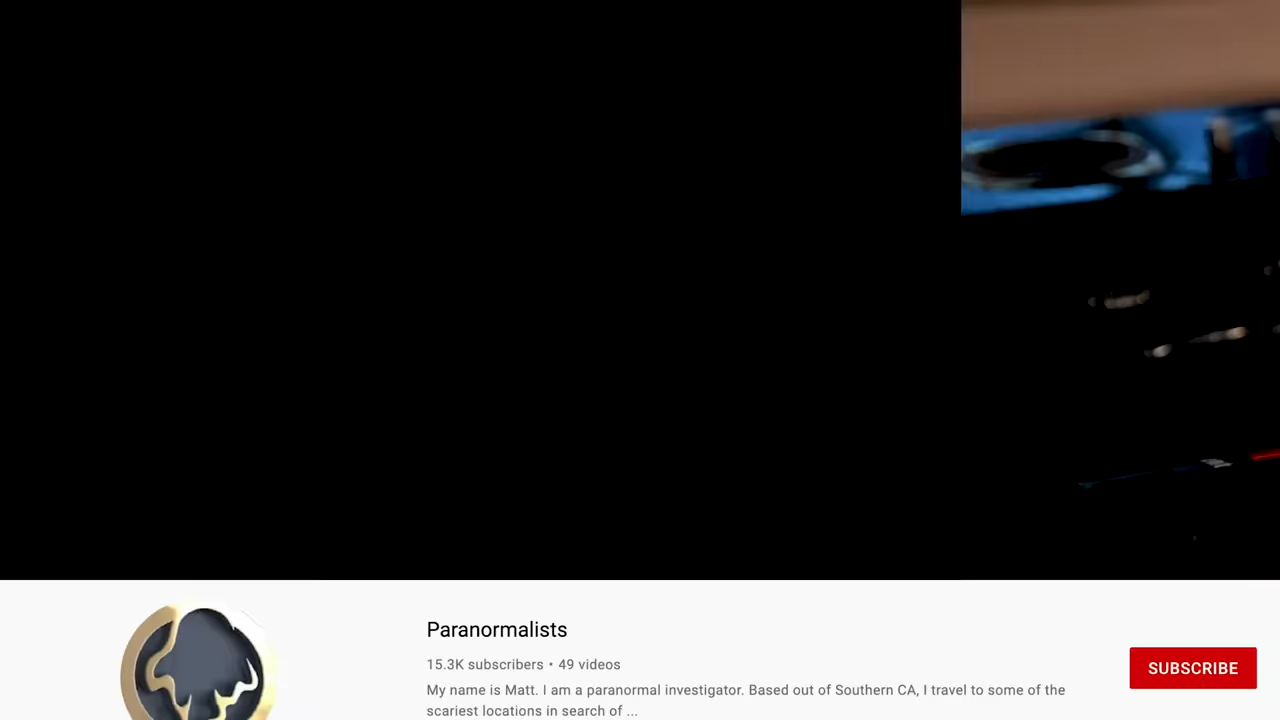 Paranormalists
15.3K subscribers • 49 videos
My name is Matt. I am a paranormal investigator. Based out of Southern CA, I travel to some of the
scariest locations in search of ...
SUBSCRIBE